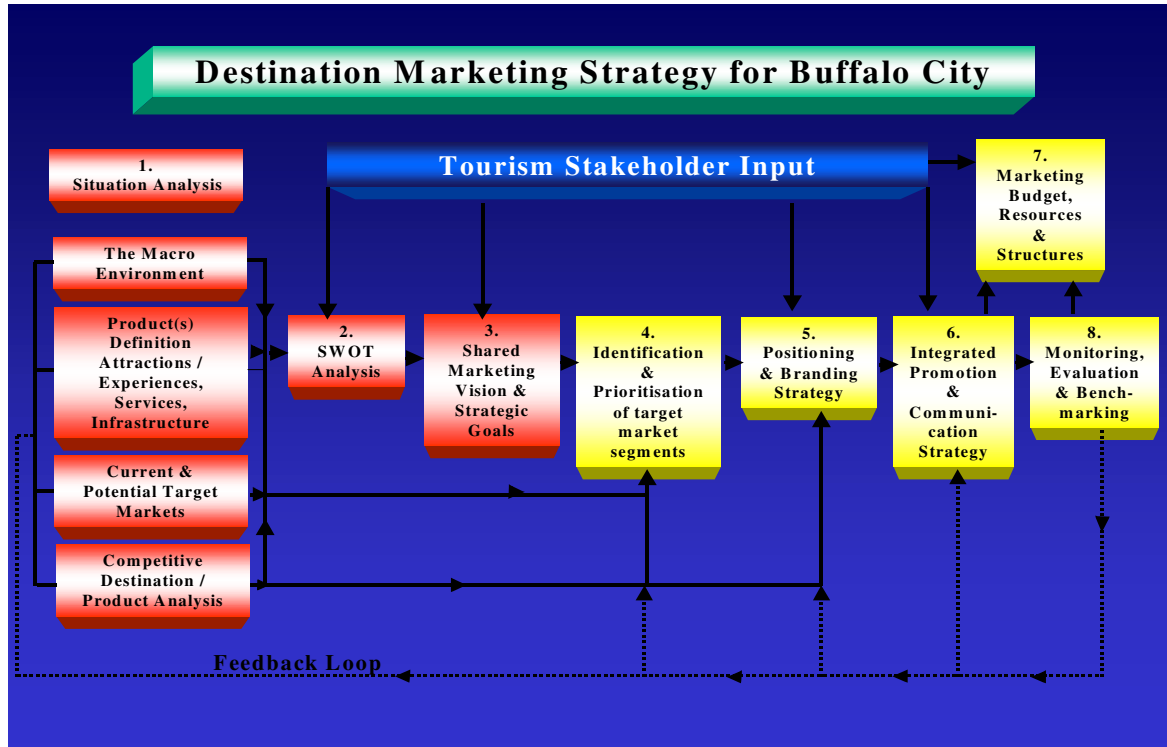 Destination Marketing Strategy for Buffalo City
Tourism Stakeholder Input
1.
Situation Analysis
The Macro
Environment
Product(s)
Definition
Attractions /
Experiences,
Services,
Infrastructure
Current &
Potential Target
Markets
Competitive
Destination /
Product Analysis
2.
SWOT
Analysis
3.
Shared
Marketing
Vision &
Strategic
Goals
4.
Identification
&
Prioritisation
of target
market
segments
5.
Positioning
& Branding
Strategy
6.
Integrated
Promotion
&
Communi-
cation
Strategy
7.
Marketing
Budget,
Resources
&
Structures
8.
Monitoring,
Evaluation
& Bench-
marking
Feedback Loop